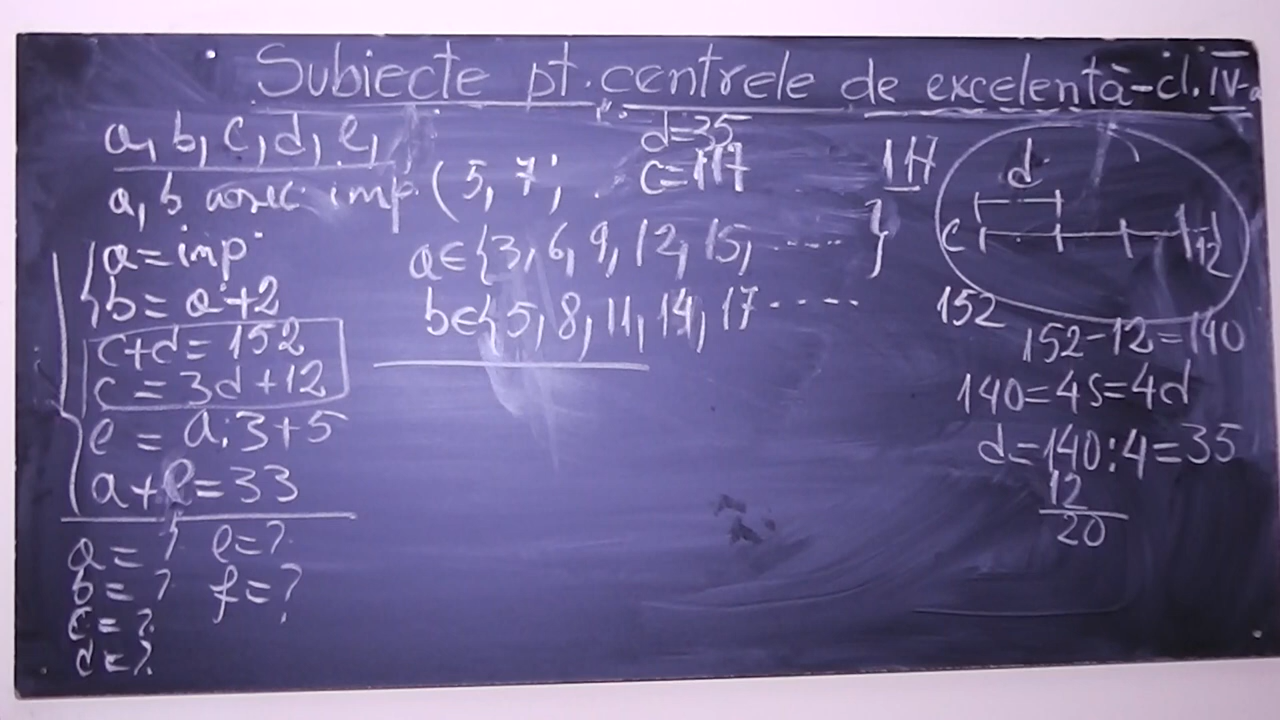 Subiecte pt. centrele de excelență-cl. IV-a
a, b, c, d, e,
a, b consec imp (5, 7;
a = imp
b = a+2
c+d = 152
c = 3d+12
e = a:3+5
a+e=33
a = ? e=?
b = ? f=?
c = ?
d = ?
d=35
c=117
a∈{3, 6, 9, 12, 15, ..... }
b∈{5, 8, 11, 14, 17 .....
117
d
c
12
152
152-12=140
140=4s=4d
d=140:4=35
12
20